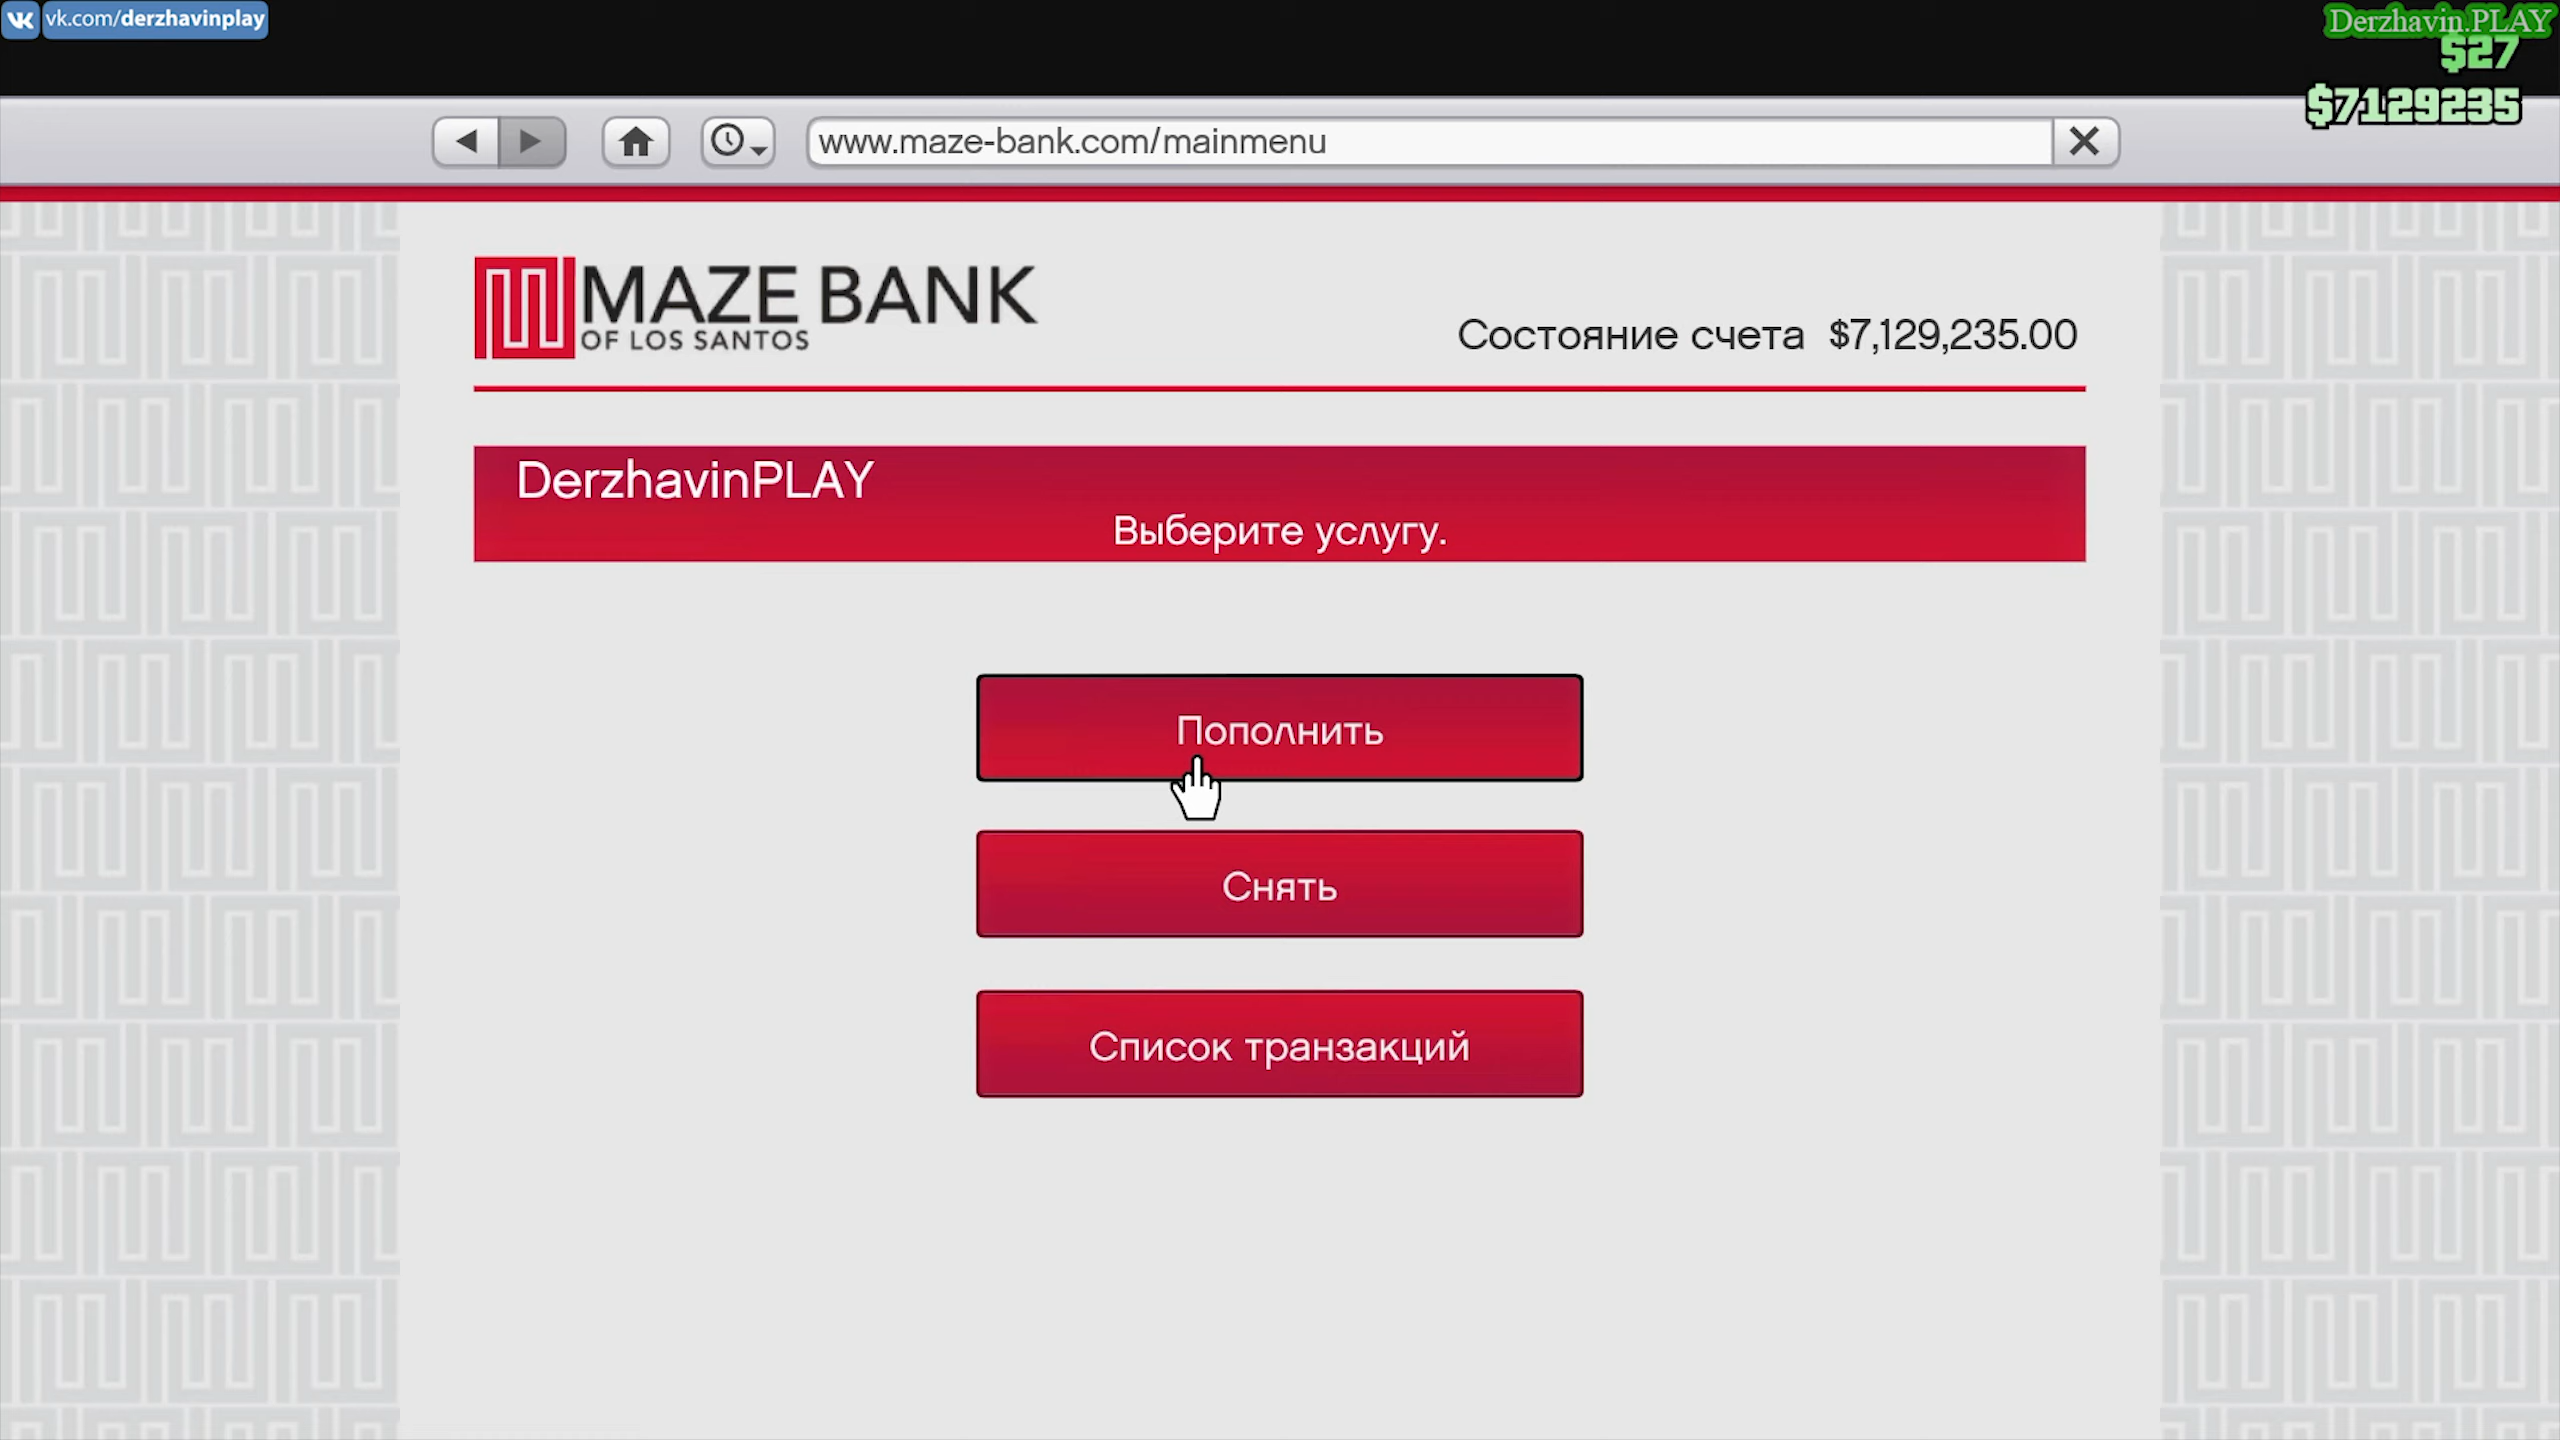 vk.com/derzhavinplay
Derzhavin.PLAY
$27
$7129235
www.maze-bank.com/mainmenu
MAZE BANK
OF LOS SANTOS
Состояние счета $7,129,235.00
DerzhavinPLAY
Выберите услугу.
Пополнить
Снять
Список транзакций